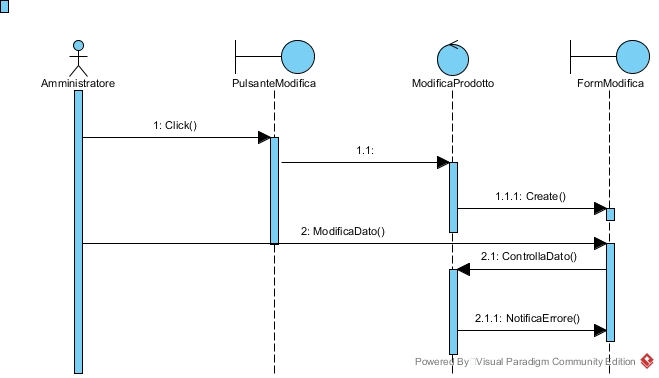 Amministratore
PulsanteModifica
ModificaProdotto
FormModifica
1: Click()
1.1:
1.1.1: Create()
2: ModificaDato()
2.1: ControllaDato()
2.1.1: NotificaErrore()
Powered By Visual Paradigm Community Edition